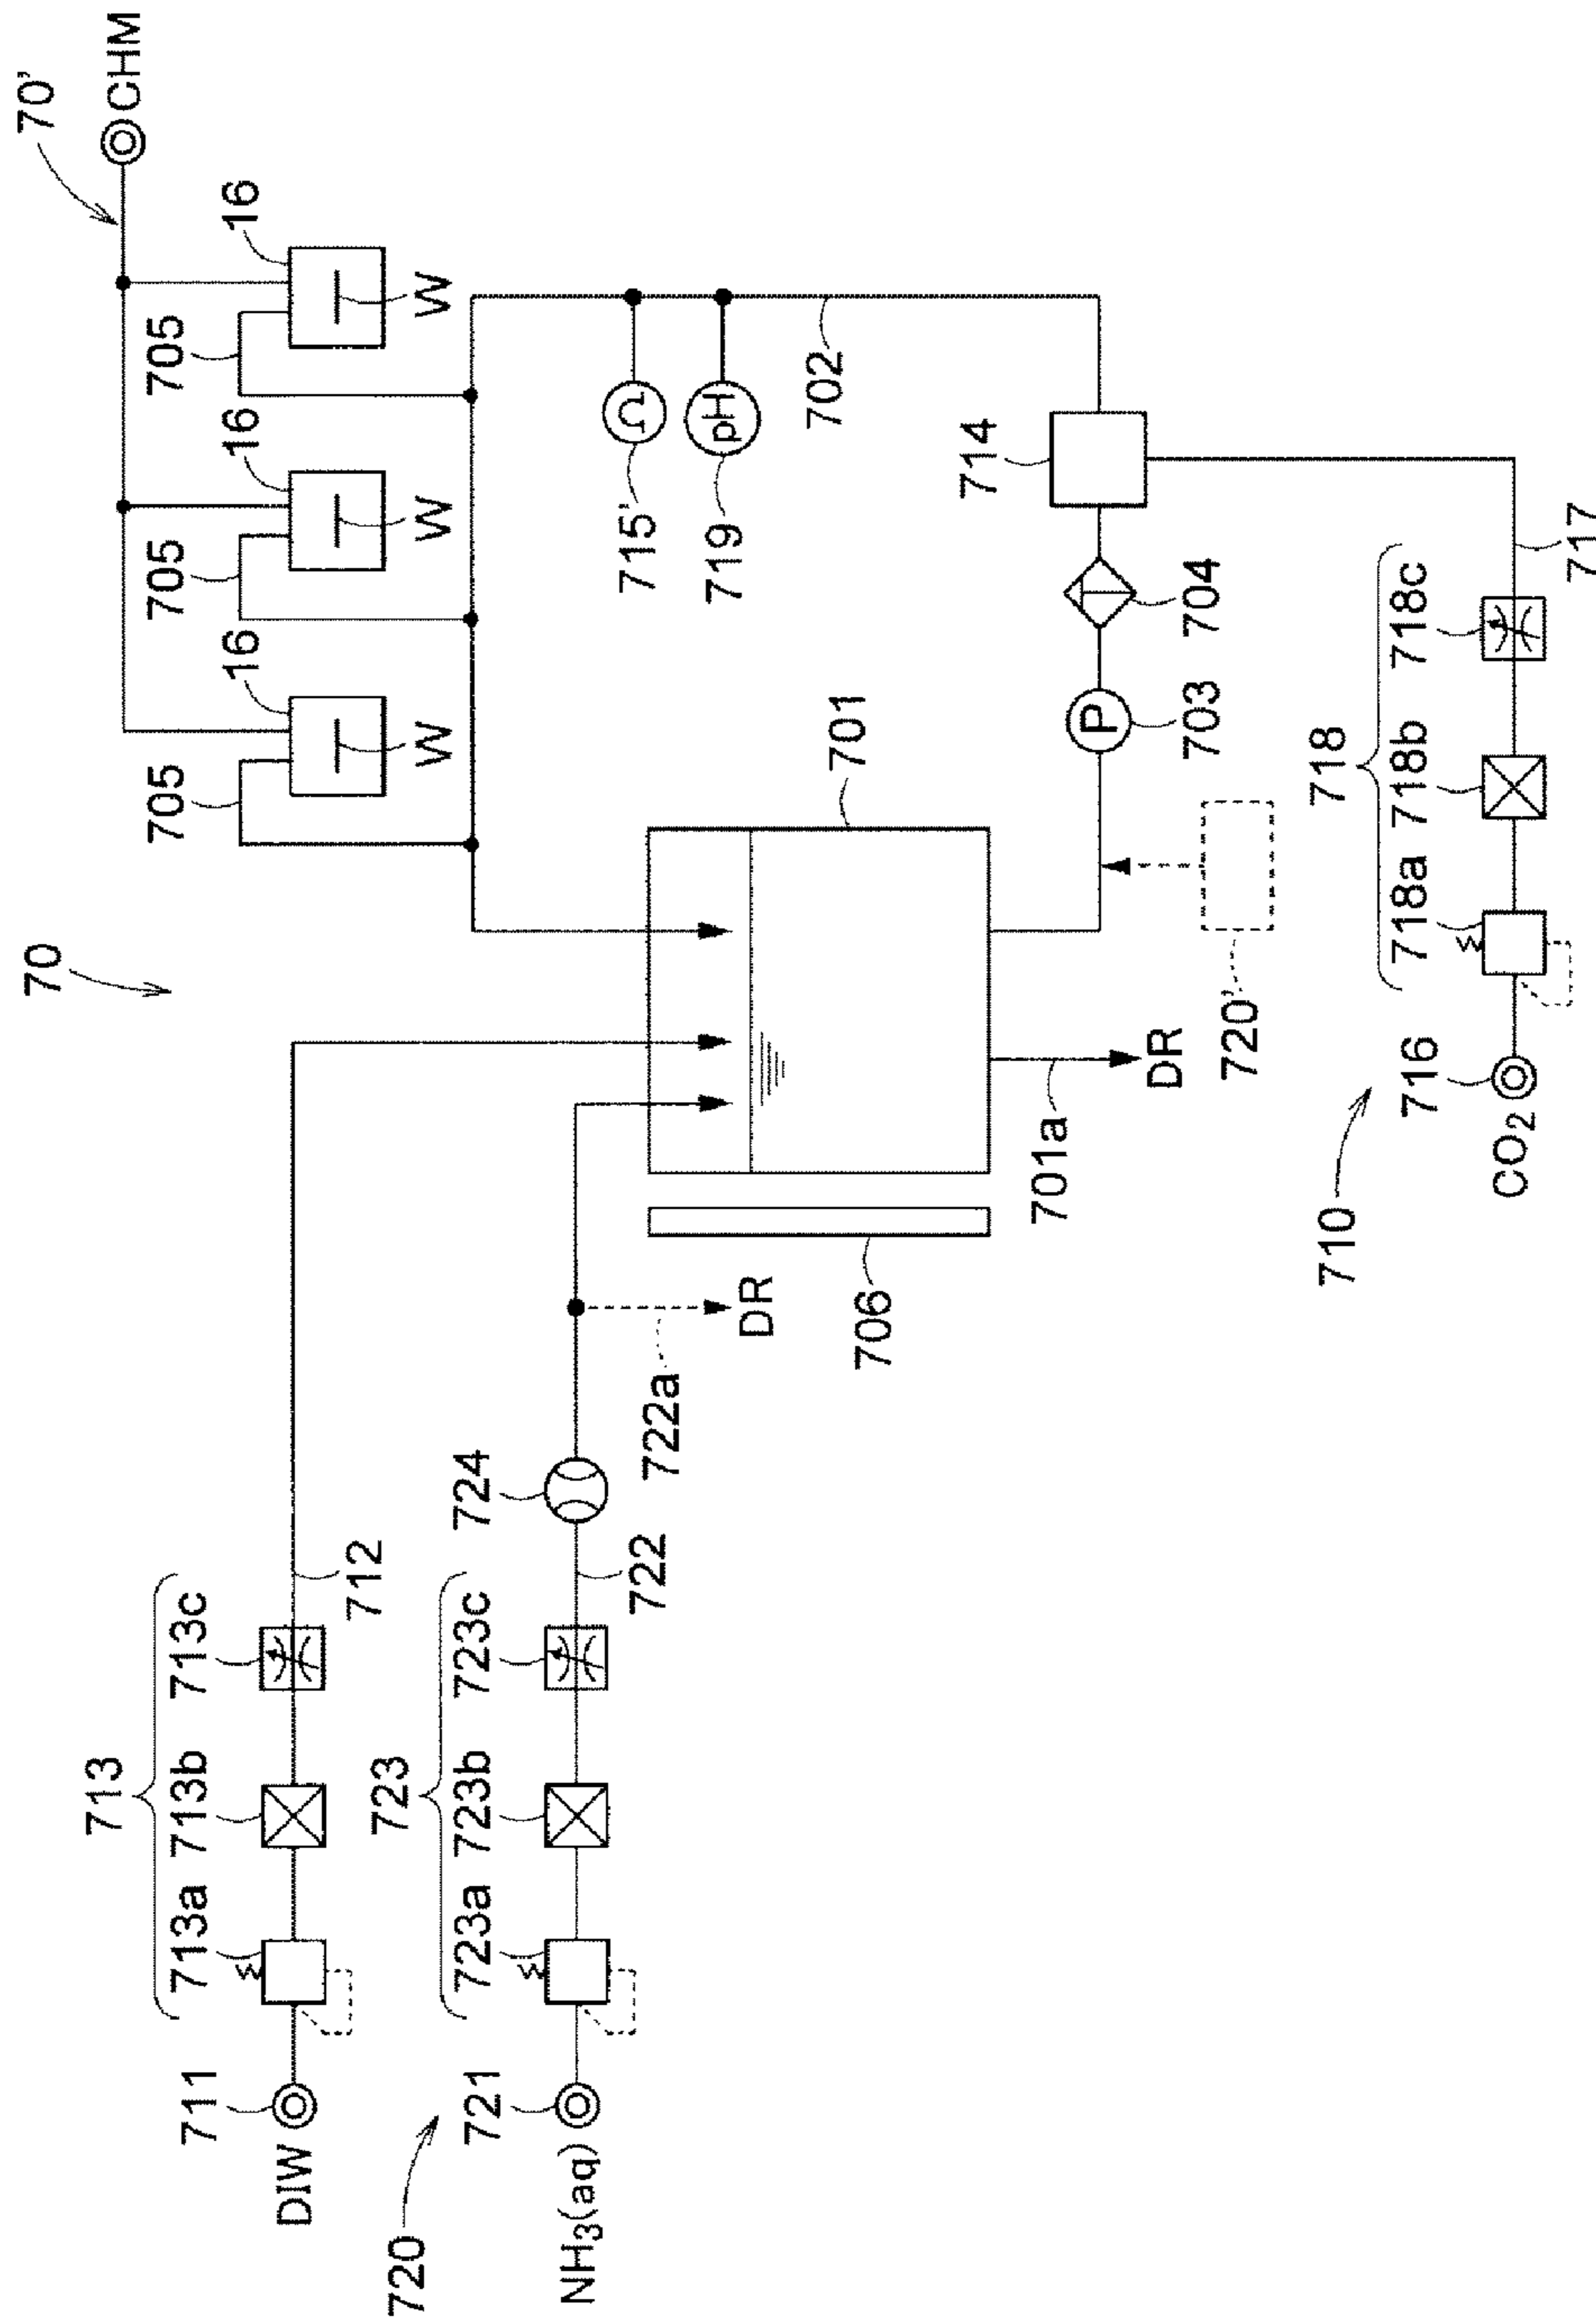 70
70'
CHM
16
16
16
705
705
705
W
W
W
713
713a
713b
713c
711
DIW
712
720
723
723a
723b
723c
721
NH3(aq)
722
724
722a
DR
706
701
701a
DR
715'
Ω
719
pH
702
714
704
703
P
720'
710
718
718a
718b
718c
716
CO2
717